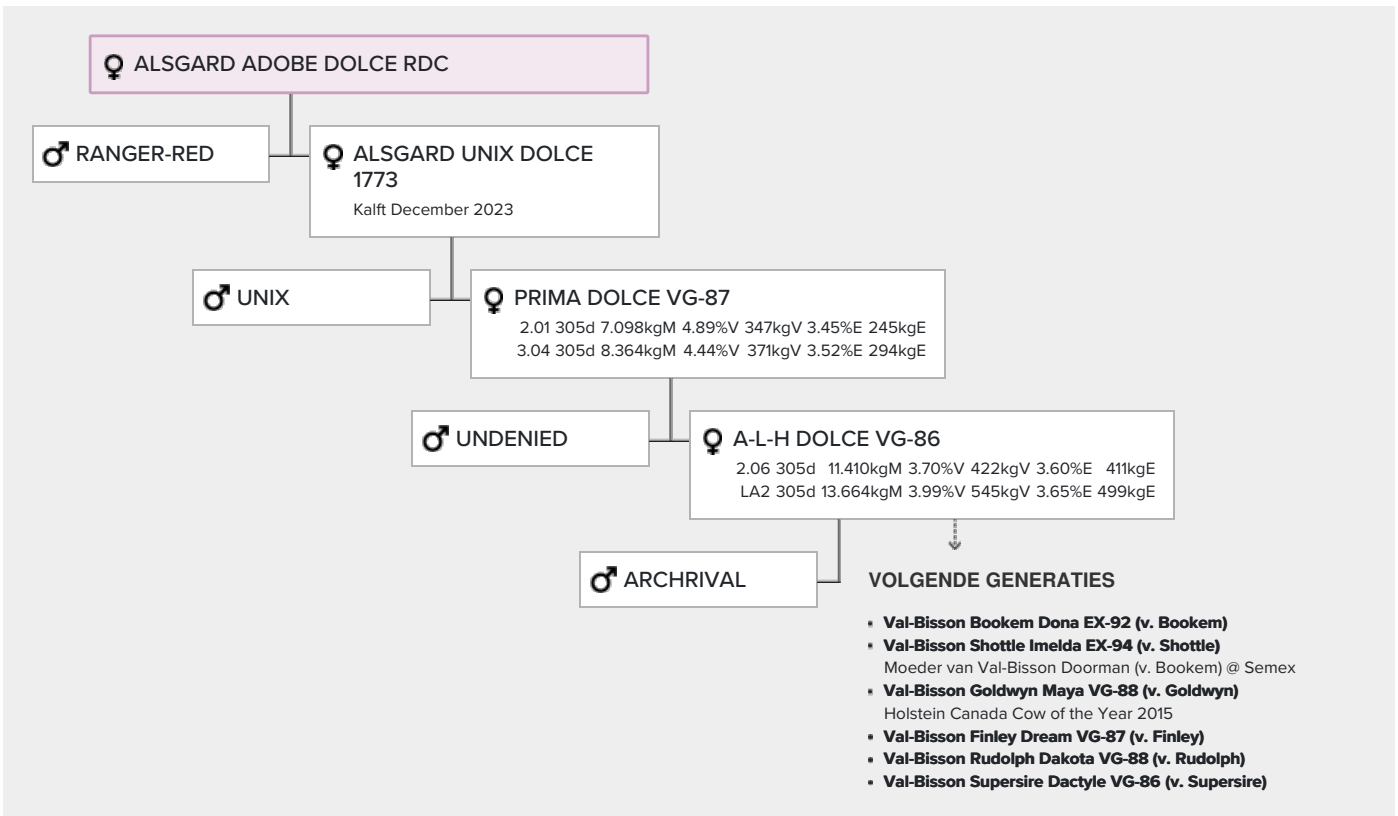 ALSGARD ADOBE DOLCE RDC
RANGER-RED
ALSGARD UNIX DOLCE
1773
Kalft December 2023
UNIX
PRIMA DOLCE VG-87
2.01 305d 7.098kgM 4.89%V 347kgV 3.45%E 245kgE
3.04 305d 8.364kgM 4.44%V 371kgV 3.52%E 294kgE
UNDENIED
A-L-H DOLCE VG-86
2.06 305d 11.410kgM 3.70%V 422kgV 3.60%E 411kgE
LA2 305d 13.664kgM 3.99%V 545kgV 3.65%E 499kgE
ARCHRIVAL
VOLGENDE GENERATIES
Val-Bisson Bookem Dona EX-92 (v. Bookem)
Val-Bisson Shottle Imelda EX-94 (v. Shottle)
Moeder van Val-Bisson Doorman (v. Bookem) @ Semex
Val-Bisson Goldwyn Maya VG-88 (v. Goldwyn)
Holstein Canada Cow of the Year 2015
Val-Bisson Finley Dream VG-87 (v. Finley)
Val-Bisson Rudolph Dakota VG-88 (v. Rudolph)
Val-Bisson Supersire Dactyle VG-86 (v. Supersire)